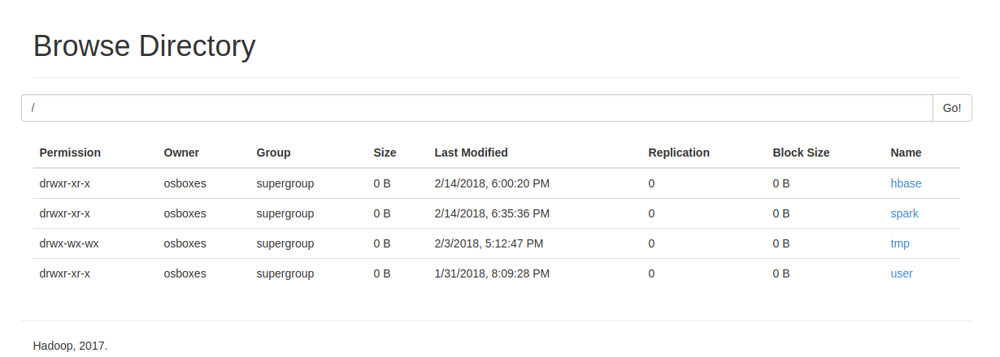 Browse Directory
/ Go!
Permission Owner Group Size Last Modified Replication Block Size Name
drwxr-xr-x osboxes supergroup 0 B 2/14/2018, 6:00:20 PM 0 0 B hbase
drwxr-xr-x osboxes supergroup 0 B 2/14/2018, 6:35:36 PM 0 0 B spark
drwx-wx-wx osboxes supergroup 0 B 2/3/2018, 5:12:47 PM 0 0 B tmp
drwxr-xr-x osboxes supergroup 0 B 1/31/2018, 8:09:28 PM 0 0 B user
Hadoop, 2017.